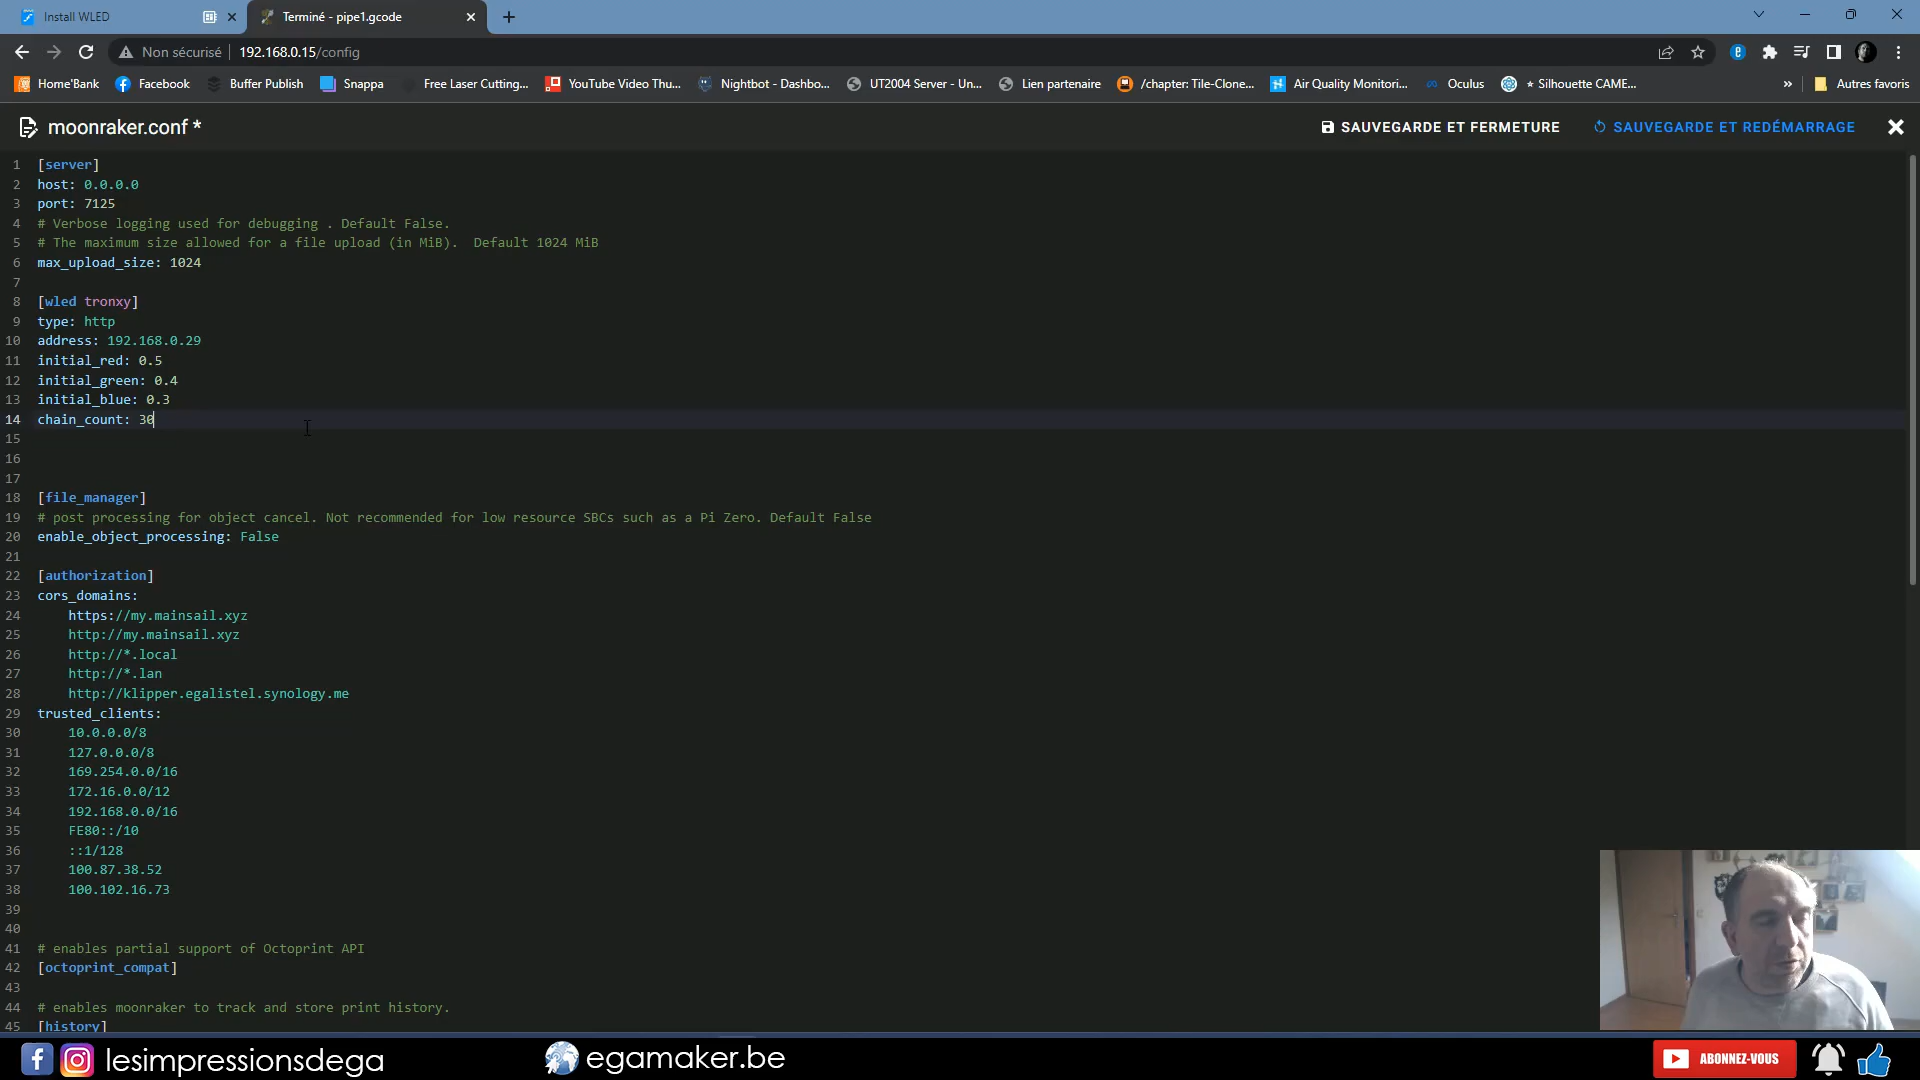 Install WLED
Terminé - pipe1.gcode
Non sécurisé
192.168.0.15/config
Home'Bank
Facebook
Buffer Publish
Snappa
Free Laser Cutting...
YouTube Video Thu...
Nightbot - Dashbo...
UT2004 Server - Un...
Lien partenaire
/chapter: Tile-Clone...
Air Quality Monitori...
Oculus
★ Silhouette CAME...
»
Autres favoris
moonraker.conf *
SAUVEGARDE ET FERMETURE
SAUVEGARDE ET REDÉMARRAGE
1 [server]
2 host: 0.0.0.0
3 port: 7125
4 # Verbose logging used for debugging . Default False.
5 # The maximum size allowed for a file upload (in MiB).  Default 1024 MiB
6 max_upload_size: 1024
7
8 [wled tronxy]
9 type: http
10 address: 192.168.0.29
11 initial_red: 0.5
12 initial_green: 0.4
13 initial_blue: 0.3
14 chain_count: 30
15
16
17
18 [file_manager]
19 # post processing for object cancel. Not recommended for low resource SBCs such as a Pi Zero. Default False
20 enable_object_processing: False
21
22 [authorization]
23 cors_domains:
24 https://my.mainsail.xyz
25 http://my.mainsail.xyz
26 http://*.local
27 http://*.lan
28 http://klipper.egalistel.synology.me
29 trusted_clients:
30 10.0.0.0/8
31 127.0.0.0/8
32 169.254.0.0/16
33 172.16.0.0/12
34 192.168.0.0/16
35 FE80::/10
36 ::1/128
37 100.87.38.52
38 100.102.16.73
39
40
41 # enables partial support of Octoprint API
42 [octoprint_compat]
43
44 # enables moonraker to track and store print history.
45 [history]
lesimpressionsdega
egamaker.be
ABONNEZ-VOUS